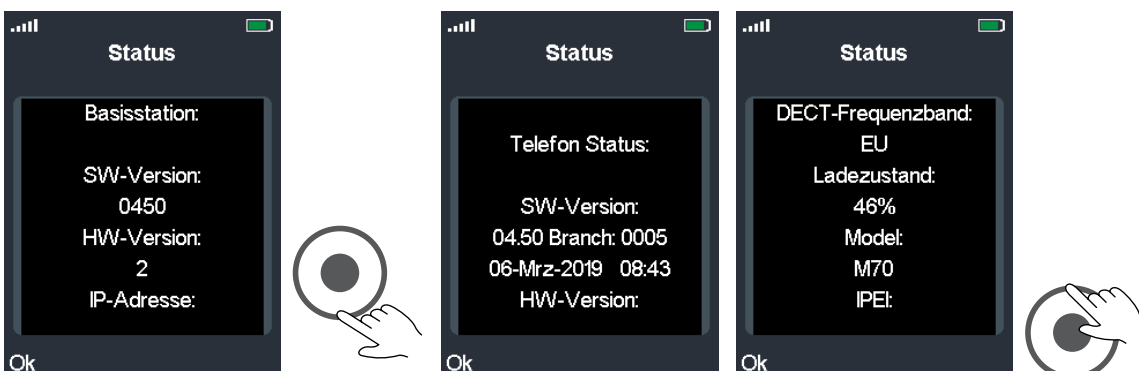 Status
Basisstation:
SW-Version:
0450
HW-Version:
2
IP-Adresse:
Ok
Status
Telefon Status:
SW-Version:
04.50 Branch: 0005
06-Mrz-2019 08:43
HW-Version:
Ok
Status
DECT-Frequenzband:
EU
Ladezustand:
46%
Model:
M70
IPEI:
Ok